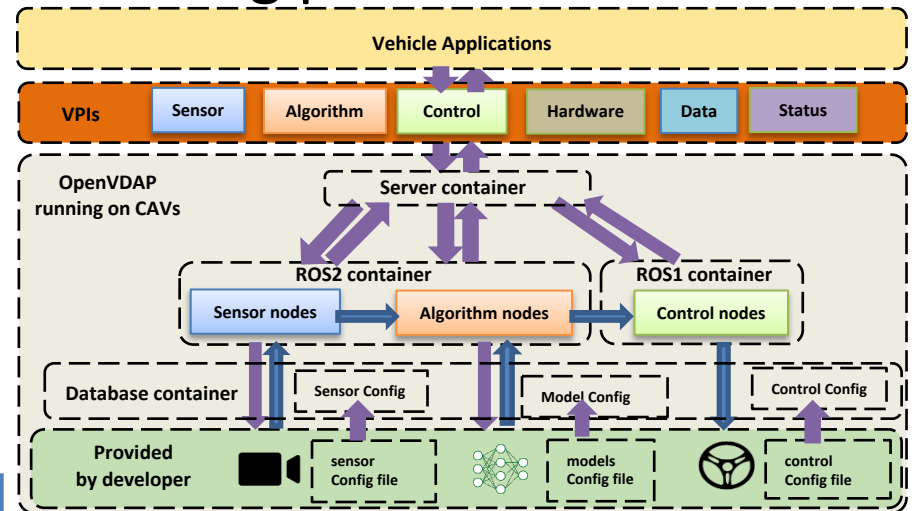 Vehicle Applications
VPIs
Sensor
Algorithm
Control
Hardware
Data
Status
OpenVDAP
running on CAVs
Server container
ROS2 container
ROS1 container
Sensor nodes
Algorithm nodes
Control nodes
Database container
Sensor Config
Model Config
Control Config
Provided
by developer
sensor
Config file
models
Config file
control
Config file